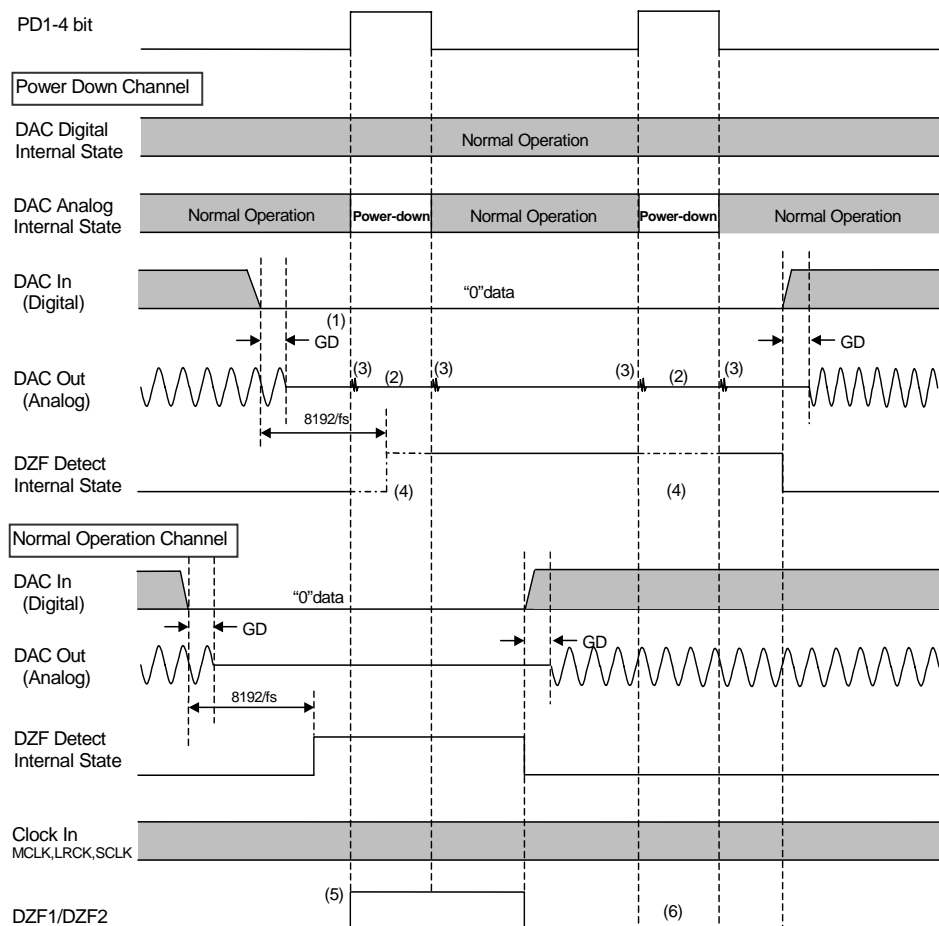 PD1-4 bit
Power Down Channel
DAC Digital
Internal State
Normal Operation
DAC Analog
Internal State
Normal Operation
Power-down
Normal Operation
Power-down
Normal Operation
DAC In
(Digital)
“0”data
(1)
GD
GD
DAC Out
(Analog)
(3)
(2)
(3)
(3)
(2)
(3)
8192/fs
DZF Detect
Internal State
(4)
(4)
Normal Operation Channel
DAC In
(Digital)
“0”data
GD
GD
DAC Out
(Analog)
8192/fs
DZF Detect
Internal State
Clock In
MCLK,LRCK,SCLK
(5)
(6)
DZF1/DZF2